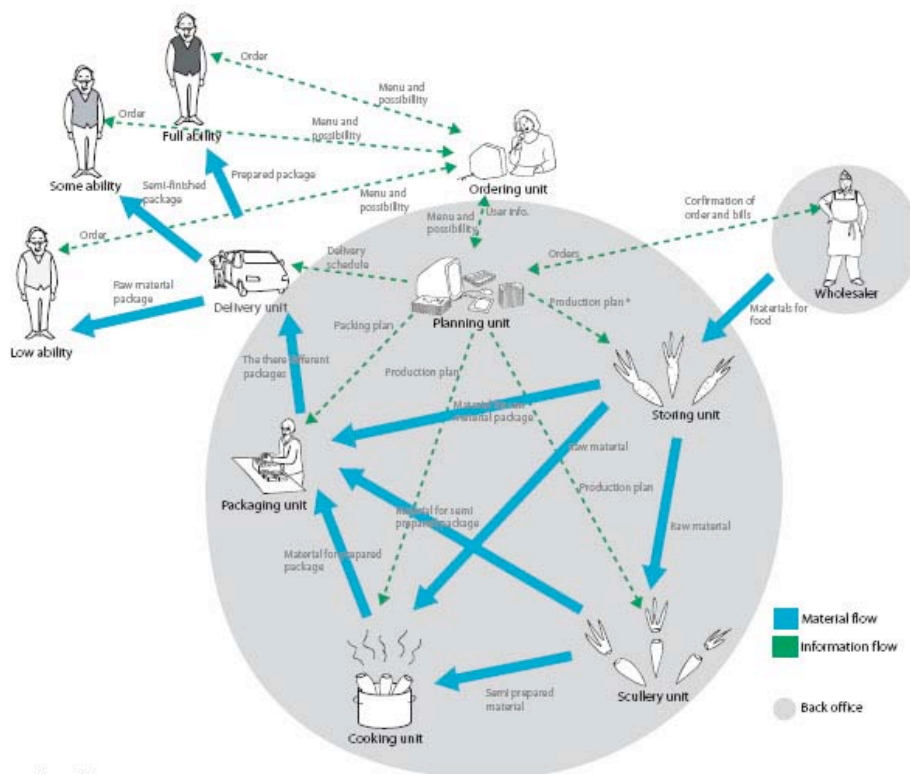 Order
Menu and
possibillity
Full ability
Order
Menu and
possibility
Some ability
Semi-finished
package
Prepared package
Menu and
possibility
Ordering unit
Order
Menu and
possibility
User info.
Confirmation of
order and bills
Wholesaler
Delivery
schedule
Orders
Raw material
package
Delivery unit
Low ability
Planning unit
Production plan *
Materials for
food
Packing plan
The there different
packages
Production plan
Storing unit
material package
Raw material
Packaging unit
Production plan
Material for semi
prepared package
Raw material
Material for prepared
package
Material flow
Information flow
Scullery unit
Semi prepared
material
Cooking unit
Back office